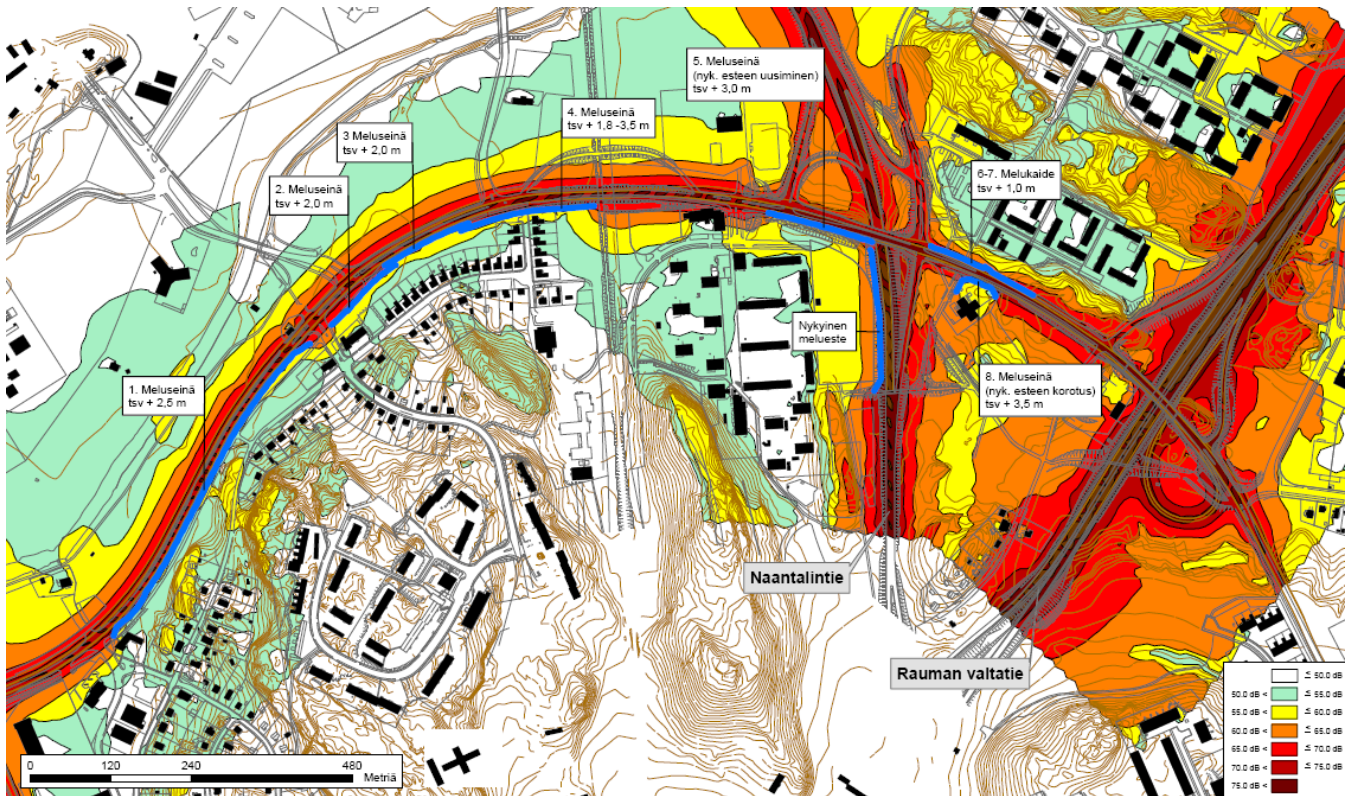 5. Meluseinä
(nyk. esteen uusiminen)
tsv + 3,0 m
4. Meluseinä
tsv + 1,8 -3,5 m
3 Meluseinä
tsv + 2,0 m
2. Meluseinä
tsv + 2,0 m
6-7. Melukaide
tsv + 1,0 m
Nykyinen
melueste
1. Meluseinä
tsv + 2,5 m
8. Meluseinä
(nyk. esteen korotus)
tsv + 3,5 m
Naantalintie
Rauman valtatie
≤ 50.0 dB
50.0 dB < ≤ 55.0 dB
55.0 dB < ≤ 60.0 dB
60.0 dB < ≤ 65.0 dB
65.0 dB < ≤ 70.0 dB
70.0 dB < ≤ 75.0 dB
75.0 dB <
0 120 240 480
Metriä